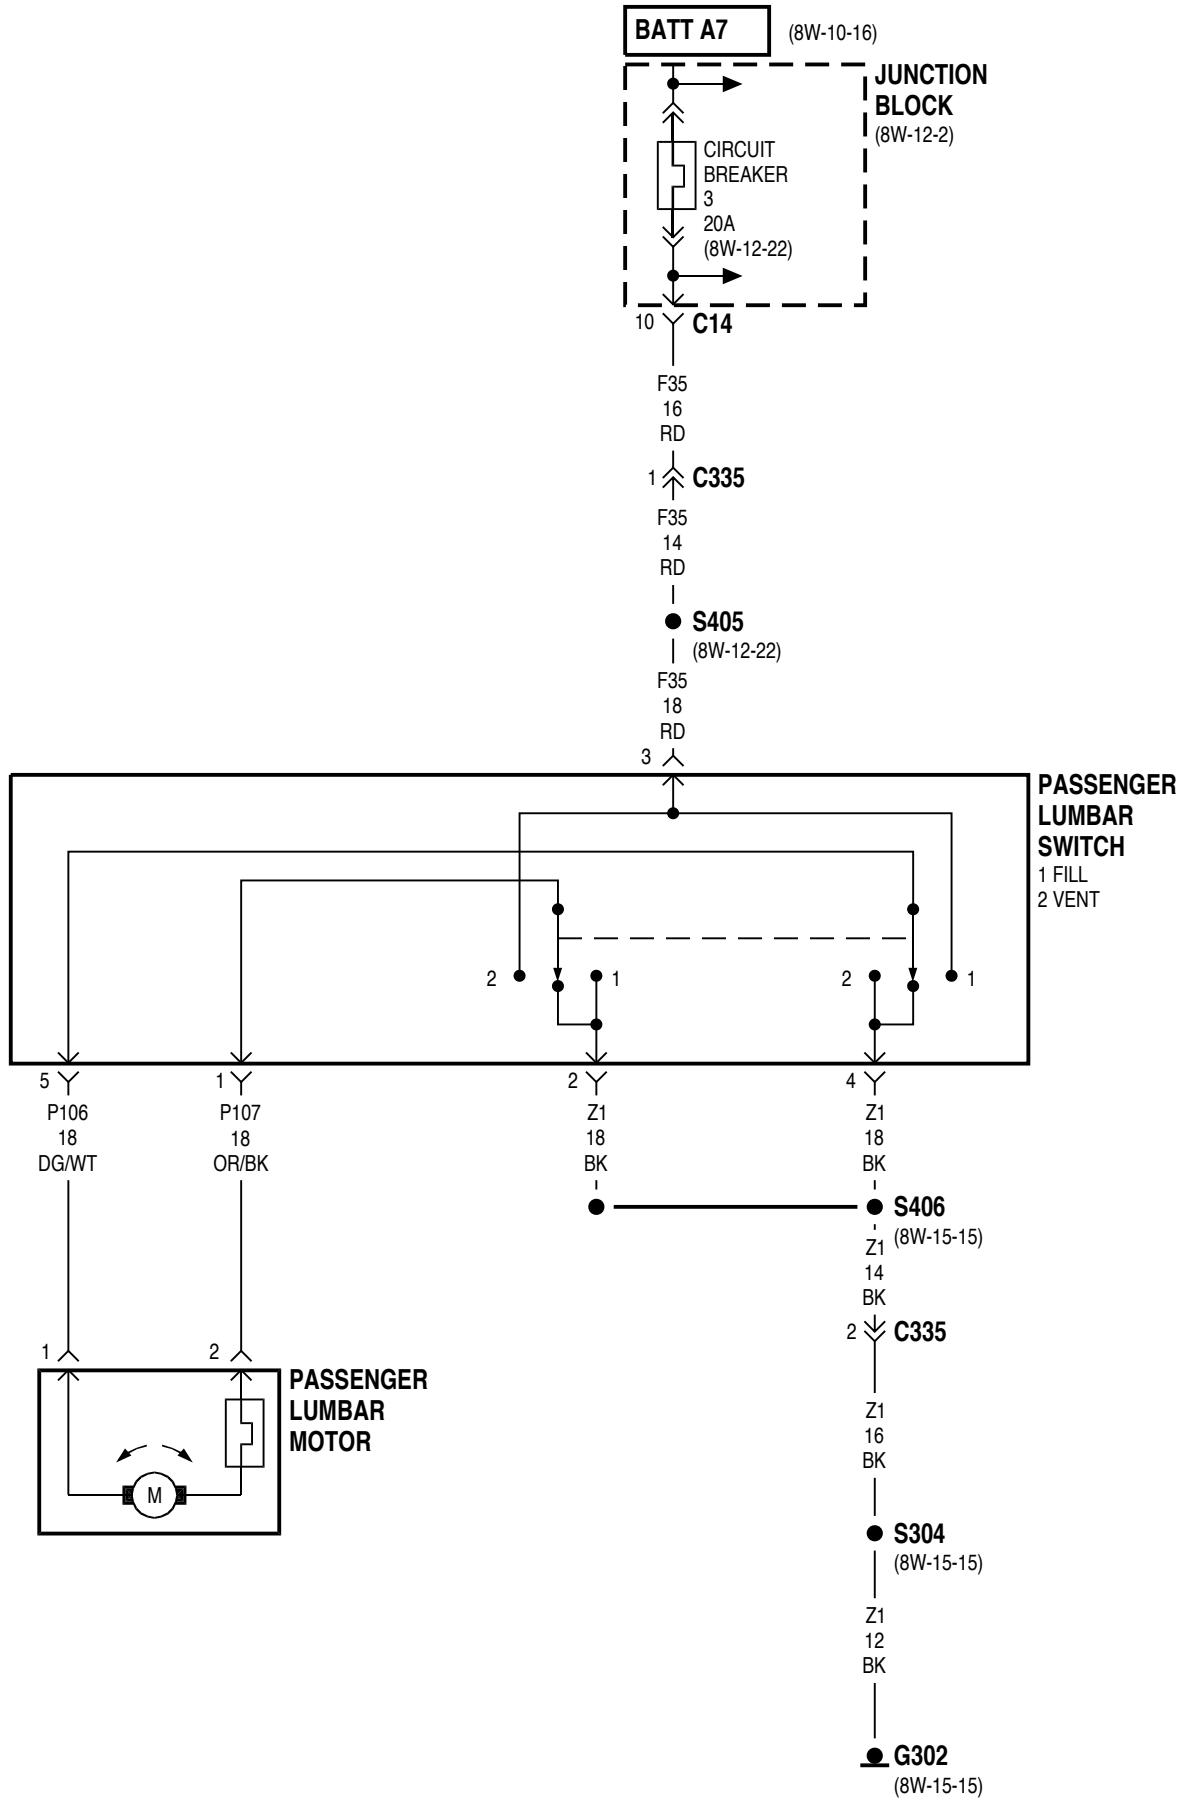 BATT A7
(8W-10-16)
JUNCTION
BLOCK
(8W-12-2)
CIRCUIT
BREAKER
3
20A
(8W-12-22)
10
C14
F35
16
RD
1
C335
F35
14
RD
S405
(8W-12-22)
F35
18
RD
3
PASSENGER
LUMBAR
SWITCH
1 FILL
2 VENT
2
1
2
1
5
1
2
4
P106
18
DG/WT
P107
18
OR/BK
Z1
18
BK
Z1
18
BK
S406
(8W-15-15)
Z1
14
BK
2
C335
1
2
PASSENGER
LUMBAR
MOTOR
M
Z1
16
BK
S304
(8W-15-15)
Z1
12
BK
G302
(8W-15-15)